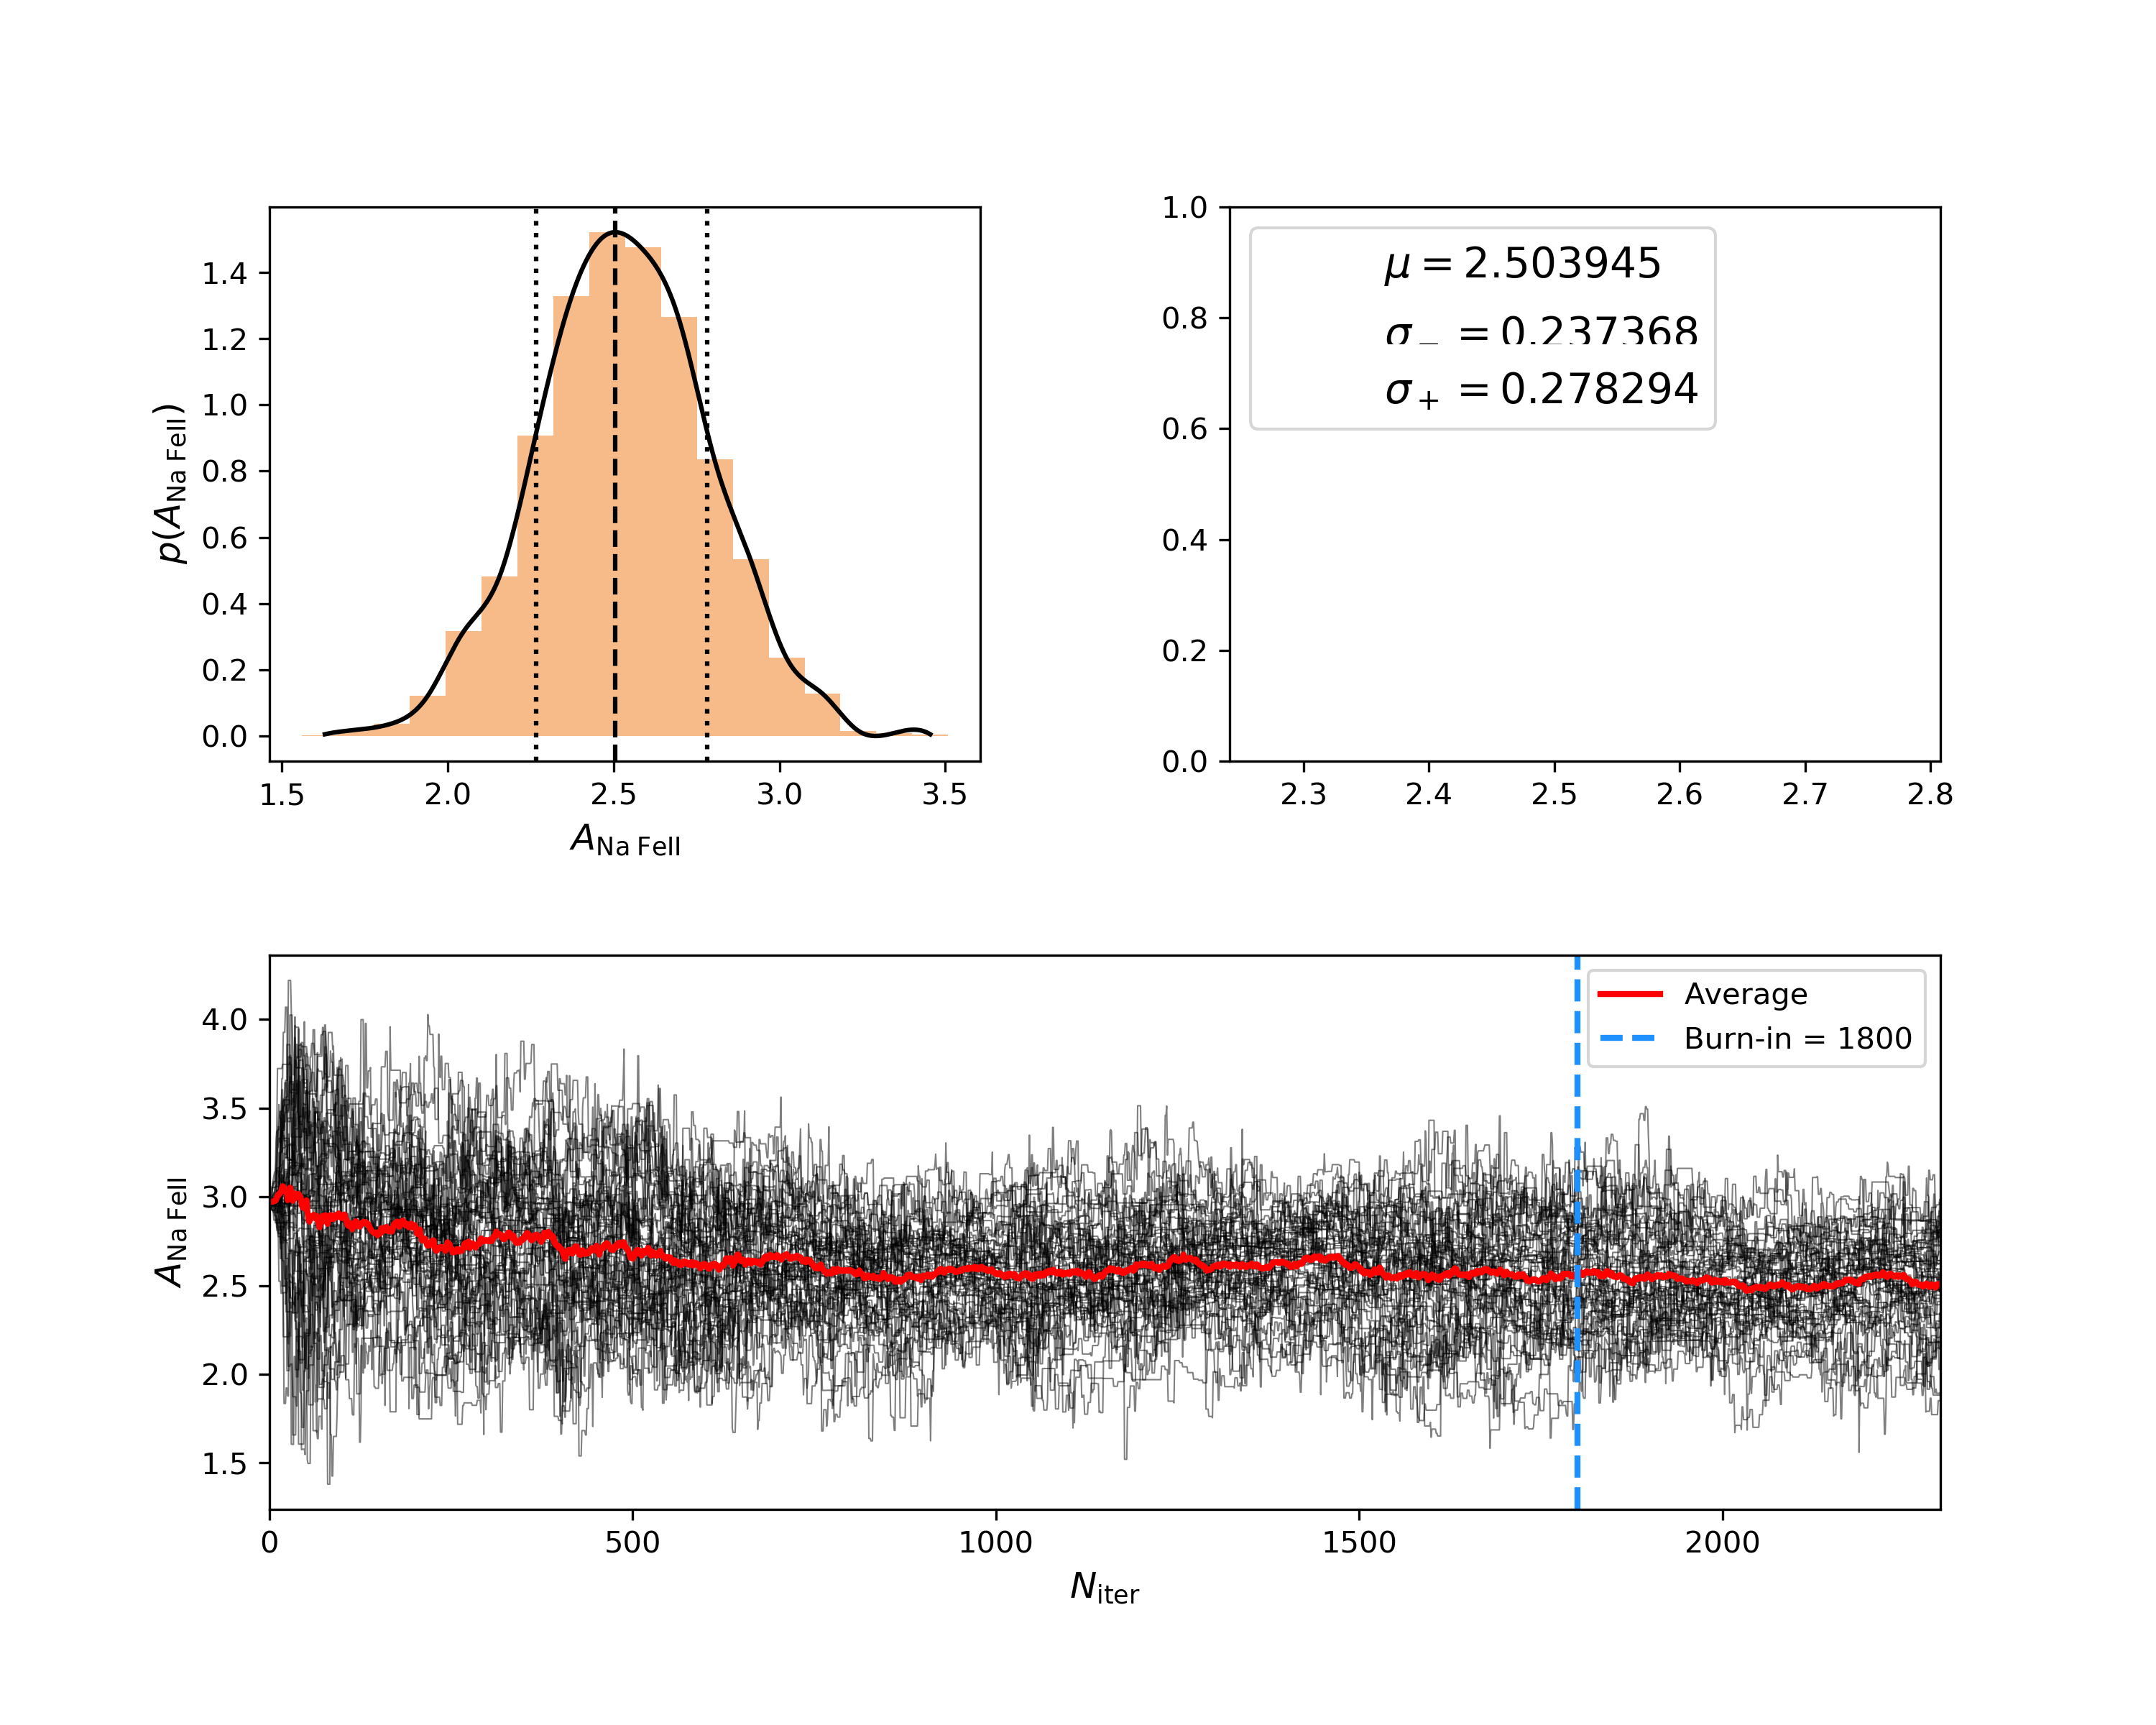 1.4
1.2
1.0
0.8
0.6
0.4
0.2
0.0
p(A_Na FeII)
1.5 2.0 2.5 3.0 3.5
A_Na FeII
1.0
0.8
0.6
0.4
0.2
0.0
μ = 2.503945
σ_− = 0.237368
σ_+ = 0.278294
2.3 2.4 2.5 2.6 2.7 2.8
4.0
3.5
3.0
2.5
2.0
1.5
A_Na FeII
Average
Burn-in = 1800
0 500 1000 1500 2000
N_iter